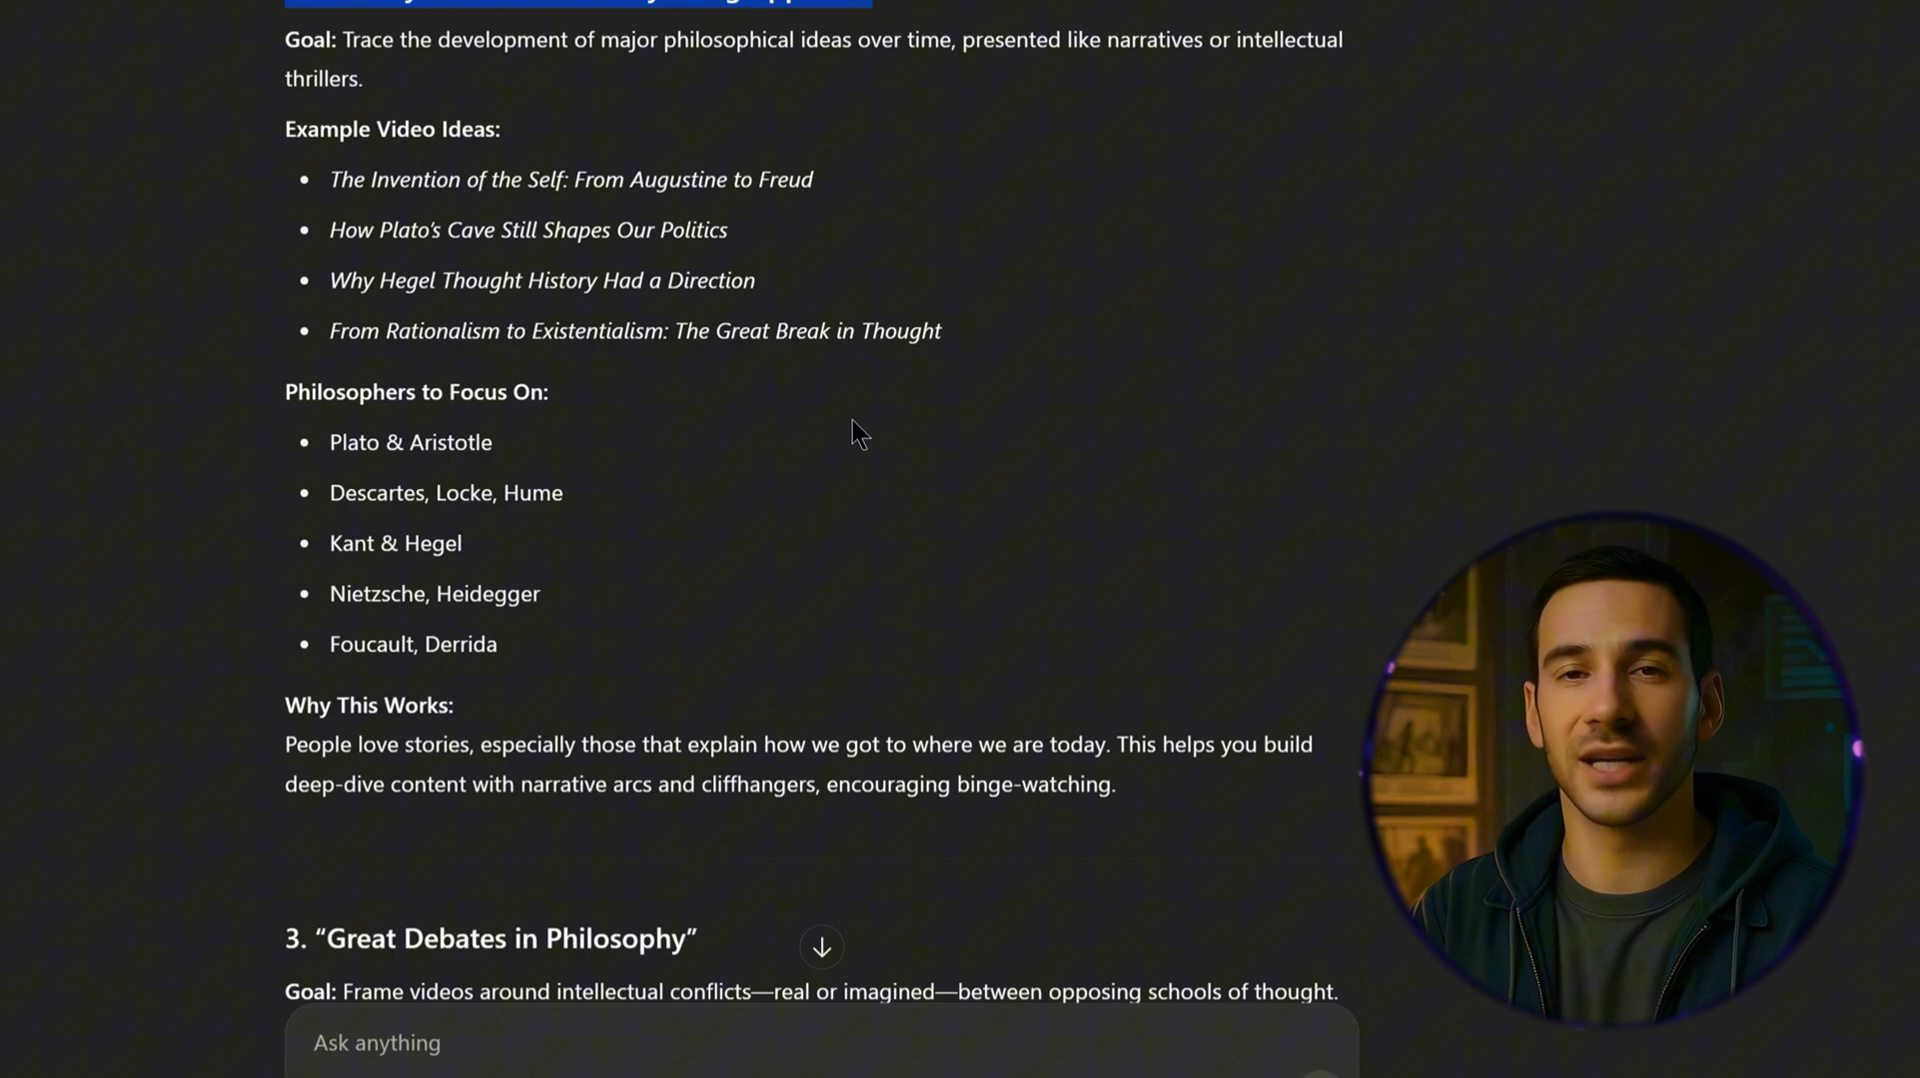 Goal: Trace the development of major philosophical ideas over time, presented like narratives or intellectual
thrillers.
Example Video Ideas:
• The Invention of the Self: From Augustine to Freud
• How Plato’s Cave Still Shapes Our Politics
• Why Hegel Thought History Had a Direction
• From Rationalism to Existentialism: The Great Break in Thought
Philosophers to Focus On:
• Plato & Aristotle
• Descartes, Locke, Hume
• Kant & Hegel
• Nietzsche, Heidegger
• Foucault, Derrida
Why This Works:
People love stories, especially those that explain how we got to where we are today. This helps you build
deep-dive content with narrative arcs and cliffhangers, encouraging binge-watching.
3. “Great Debates in Philosophy”
Goal: Frame videos around intellectual conflicts—real or imagined—between opposing schools of thought.
Ask anything